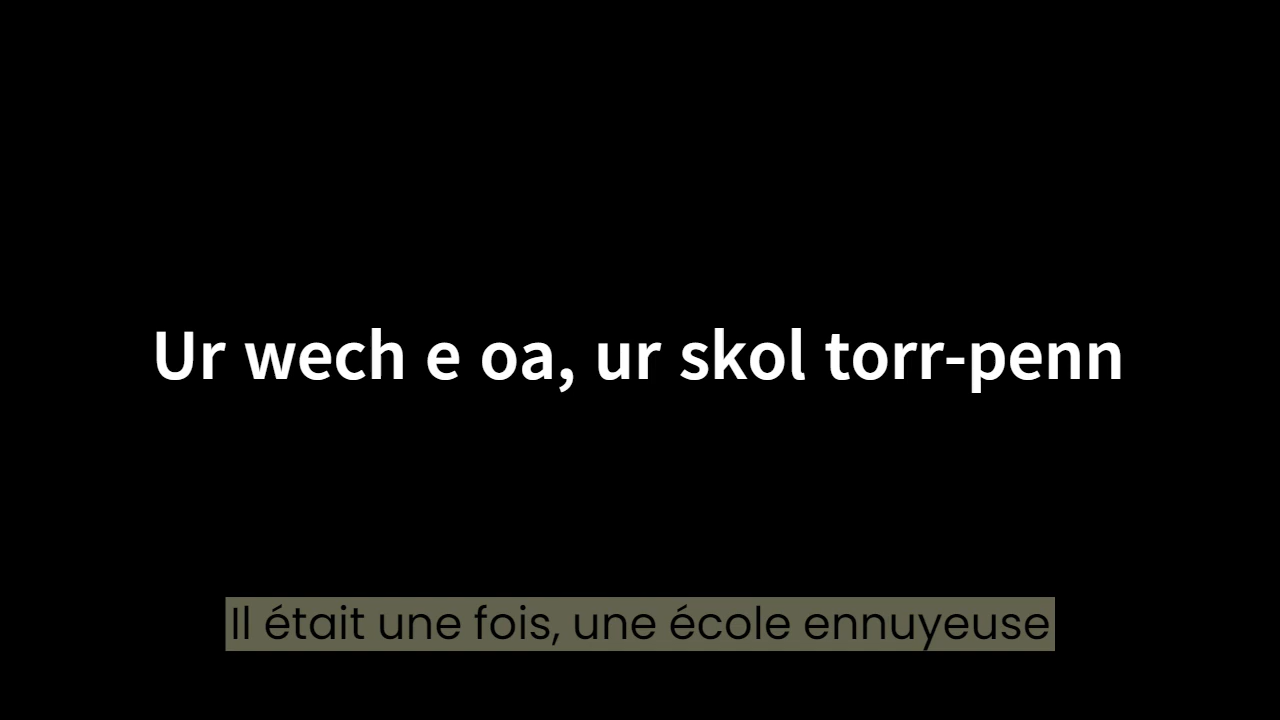 Ur wech e oa, ur skol torr-penn
Il était une fois, une école ennuyeuse